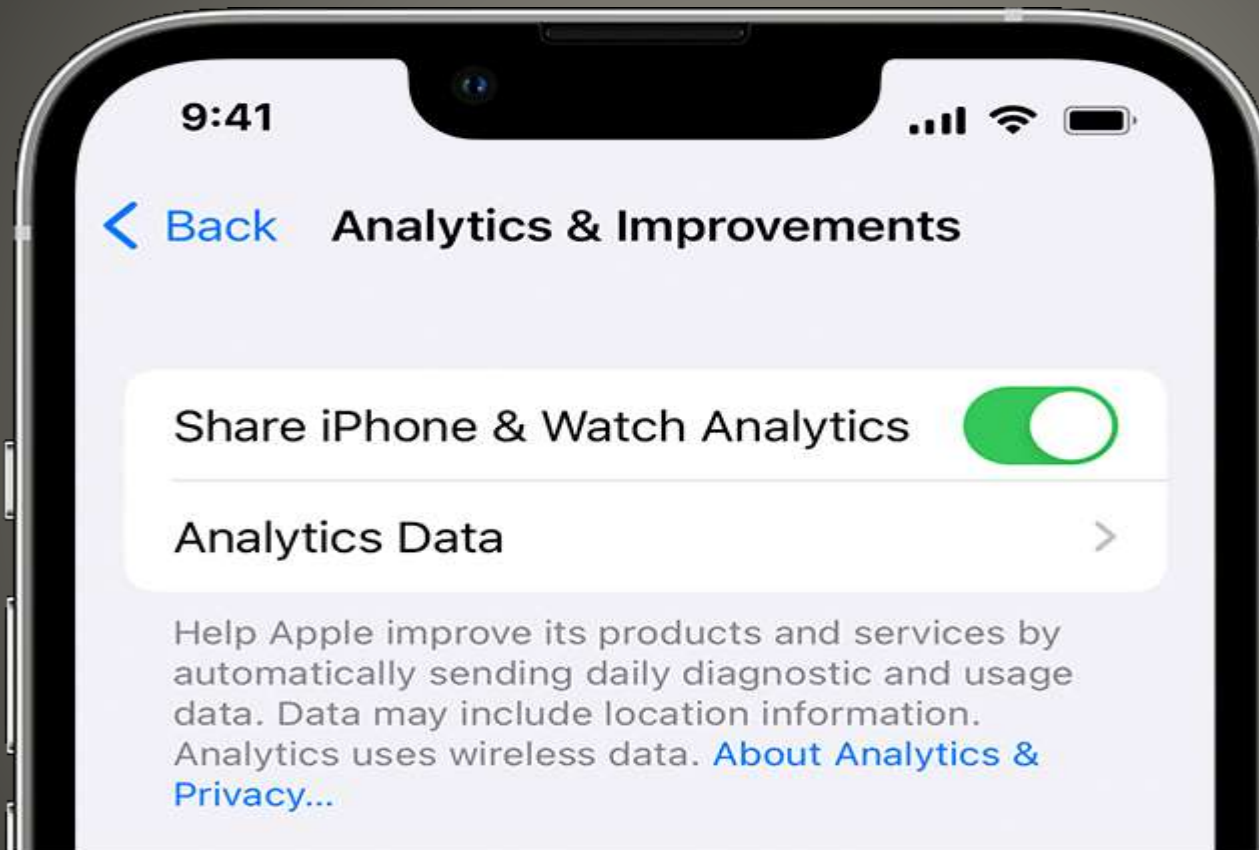 9:41
Back Analytics & Improvements
Share iPhone & Watch Analytics
Analytics Data
Help Apple improve its products and services by
automatically sending daily diagnostic and usage
data. Data may include location information.
Analytics uses wireless data. About Analytics &
Privacy...